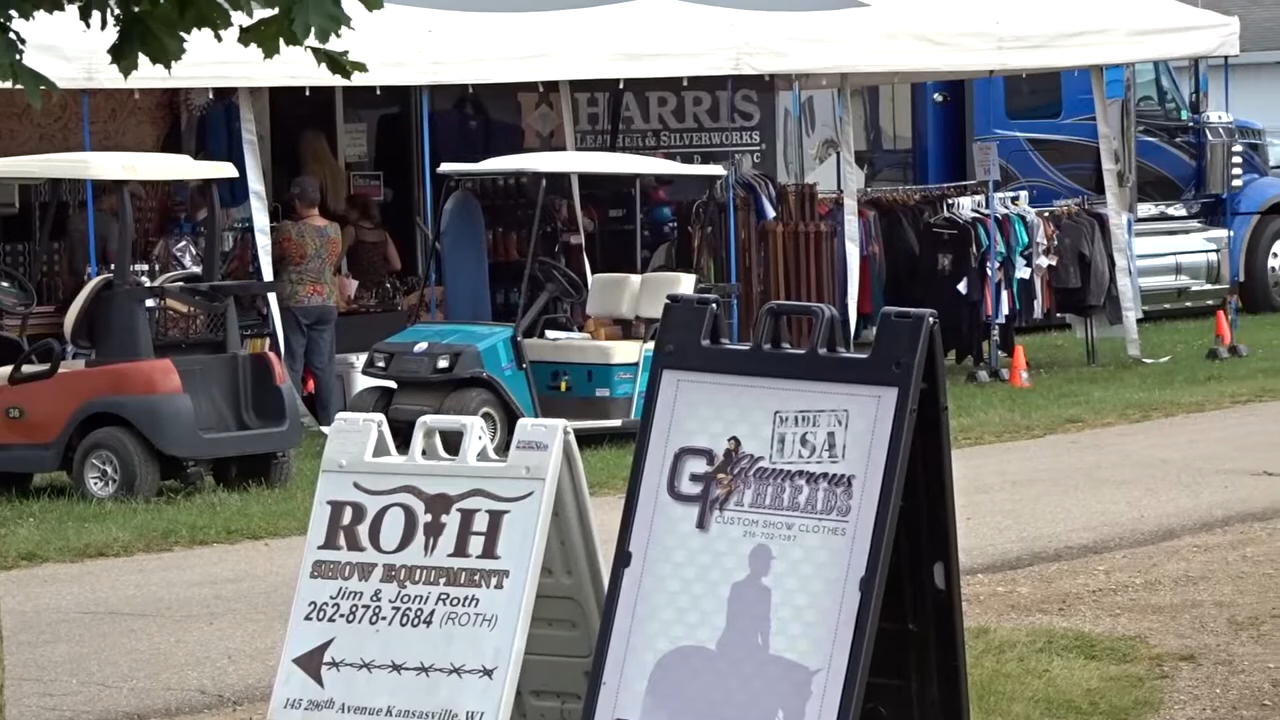 HARRIS
LEATHER & SILVERWORKS
36
ROTH
SHOW EQUIPMENT
Jim & Joni Roth
262-878-7684 (ROTH)
145 296th Avenue Kansasville, WI
MADE IN
USA
G
Glamorous
THREADS
CUSTOM SHOW CLOTHES
216-702-1387